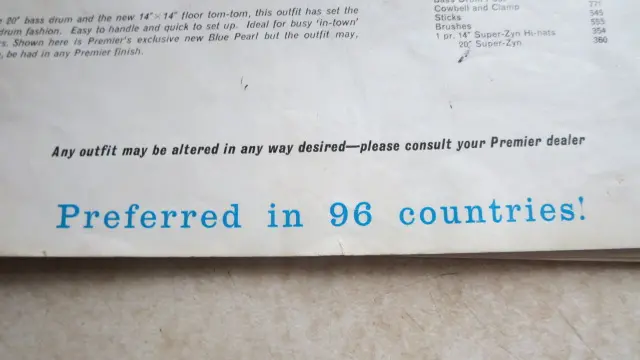 20" bass drum and the new 14"×14" floor tom-tom, this outfit has set the
drum fashion. Easy to handle and quick to set up. Ideal for busy 'in-town'
Shown here is Premier's exclusive new Blue Pearl but the outfit may,
be had in any Premier finish.
Cowbell and Clamp
Sticks 545
Brushes 555
1 pr. 14" Super-Zyn Hi-hats 354
20" Super-Zyn 360
Any outfit may be altered in any way desired—please consult your Premier dealer
Preferred in 96 countries!